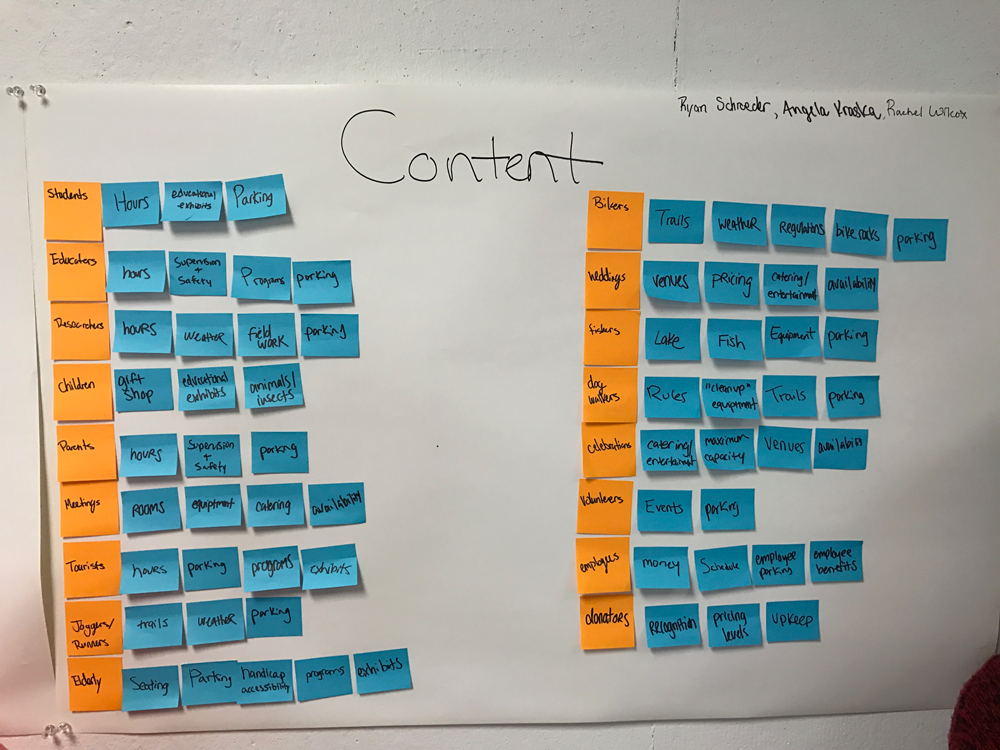 Ryan Schroeder, Angela Kraska, Rachel Wilcox
Content
Students Hours educational exhibits Parking
Educators hours Supervision + Safety Programs parking
Researchers hours weather field work parking
Children gift shop educational exhibits animals/ insects
Parents hours Supervision + Safety parking
Meetings rooms equiptment catering availability
Tourists hours parking programs exhibits
Joggers/ Runners trails weather parking
Elderly Seating Parking handicap accessibility programs exhibits
Bikers Trails weather Regulations bike racks parking
weddings venues pricing catering/ entertainment availability
fishers Lake Fish Equipment parking
dog walkers Rules "cleanup" equiptment Trails parking
celebrations catering/ entertainment maximum capacity Venues availability
Volunteers Events parking
employees money Schedule employee parking employee benefits
donators recognition pricing levels upkeep